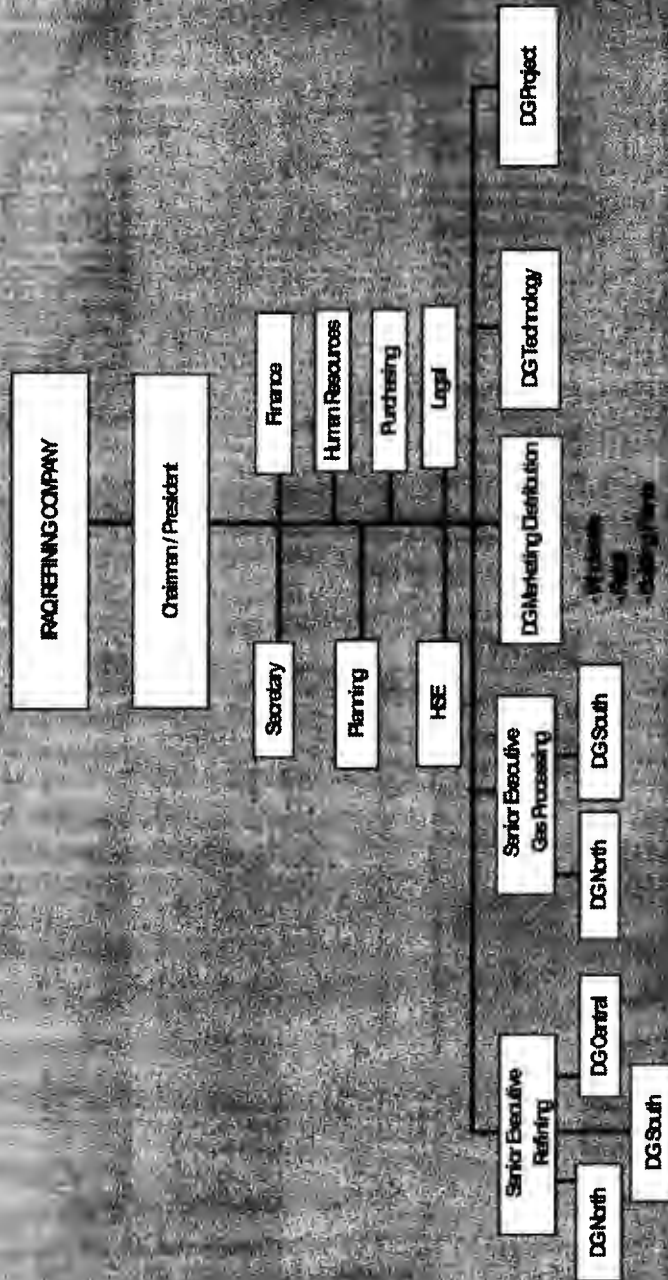 IRAQ REFINING COMPANY
Chairman / President
Secretary
Finance
Human Resources
Planning
Purchasing
HSE
Legal
Senior Executive
Refining
Senior Executive
Gas Processing
DG Marketing Distribution
DG Technology
DG Project
DG North
DG Central
DG South
DG North
DG South